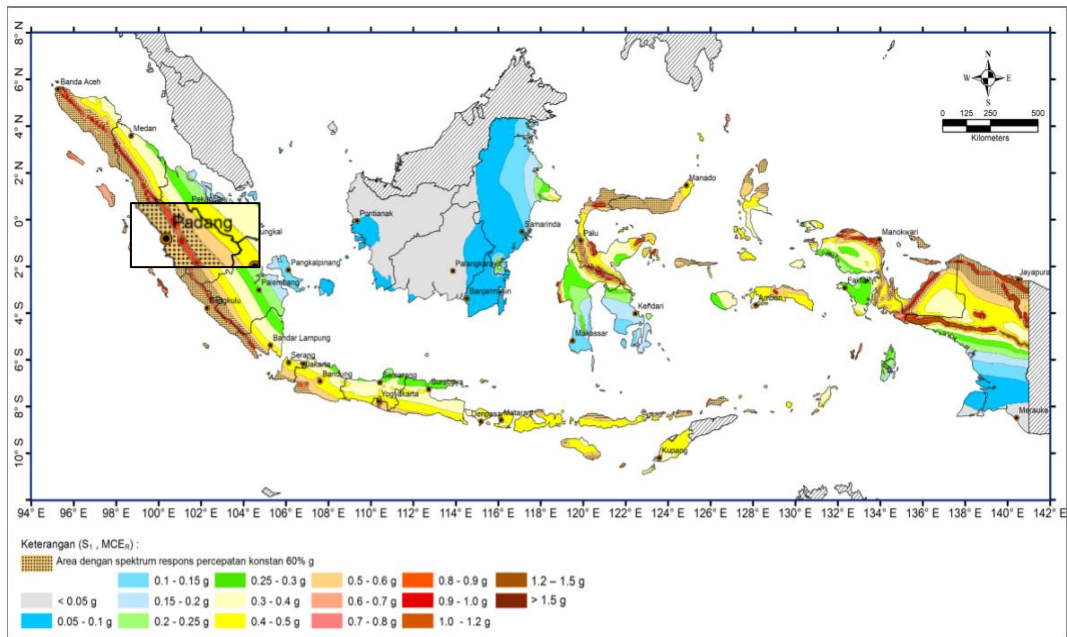 8° N
6° N
4° N
2° N
0°
2° S
4° S
6° S
8° S
10° S
N
W E
S
0 125 250 500
Kilometers
Banda Aceh
Medan
Padang
Pangkalpinang
Palembang
Bengkulu
Bandar Lampung
Serang
Jakarta
Bandung
Semarang
Yogyakarta
Surabaya
Denpasar
Mataram
Kupang
Pontianak
Palangkaraya
Banjarmasin
Samarinda
Manado
Palu
Kendari
Makassar
Ambon
Manokwari
Fakfak
Jayapura
Merauke
94° E 96° E 98° E 100° E 102° E 104° E 106° E 108° E 110° E 112° E 114° E 116° E 118° E 120° E 122° E 124° E 126° E 128° E 130° E 132° E 134° E 136° E 138° E 140° E 142° E
Keterangan (S1 , MCER) :
Area dengan spektrum respons percepatan konstan 60% g
0.1 - 0.15 g 0.25 - 0.3 g 0.5 - 0.6 g 0.8 - 0.9 g 1.2 – 1.5 g
< 0.05 g 0.15 - 0.2 g 0.3 - 0.4 g 0.6 - 0.7 g 0.9 - 1.0 g > 1.5 g
0.05 - 0.1 g 0.2 - 0.25 g 0.4 - 0.5 g 0.7 - 0.8 g 1.0 - 1.2 g